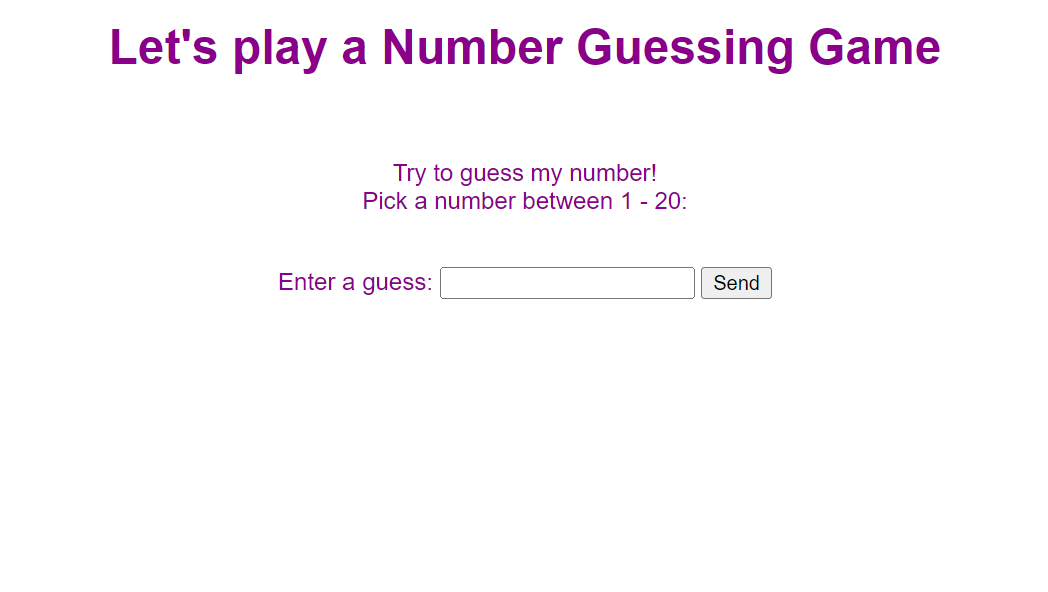 Let's play a Number Guessing Game
Try to guess my number!
Pick a number between 1 - 20:
Enter a guess: Send